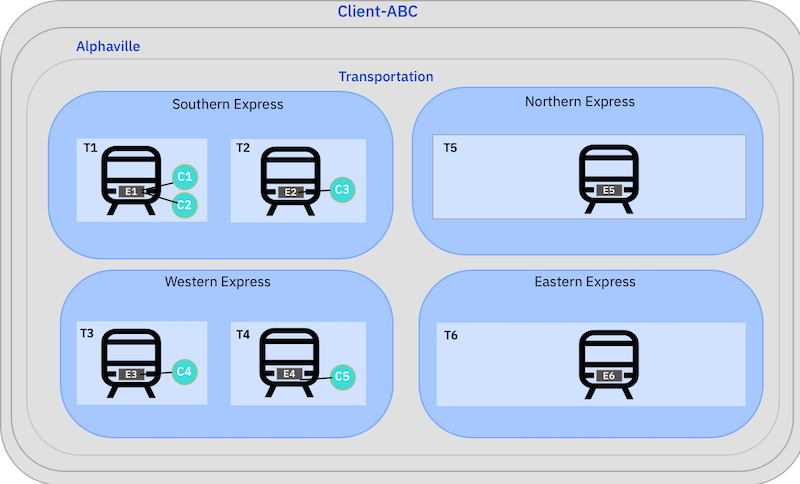 Client-ABC
Alphaville
Transportation
Southern Express
T1
E1
C1
C2
T2
E2
C3
Northern Express
T5
E5
Western Express
T3
E3
C4
T4
E4
C5
Eastern Express
T6
E6